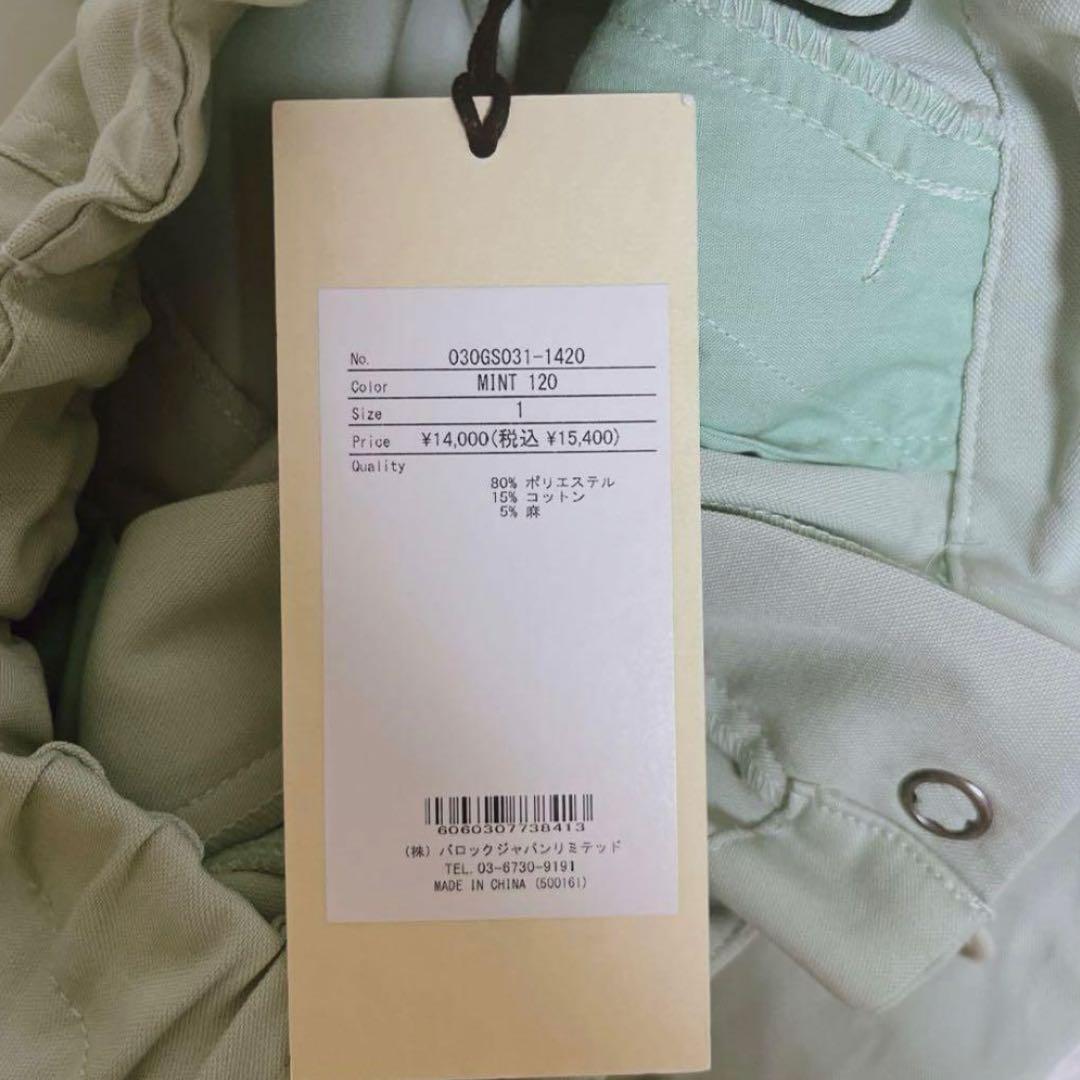 No. 030GS031-1420
Color MINT 120
Size 1
Price ¥14,000(税込 ¥15,400)
Quality
80% ポリエステル
15% コットン
5% 麻
6060307738413
(株) バロックジャパンリミテッド
TEL. 03-6730-9191
MADE IN CHINA (500161)